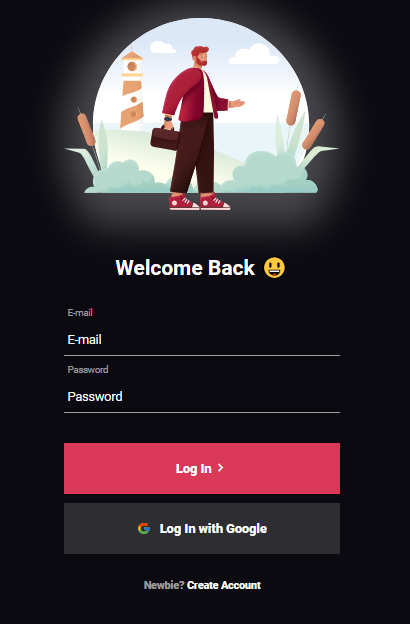 Welcome Back 😃
E-mail
E-mail
Password
Password
Log In >
Log In with Google
Newbie? Create Account